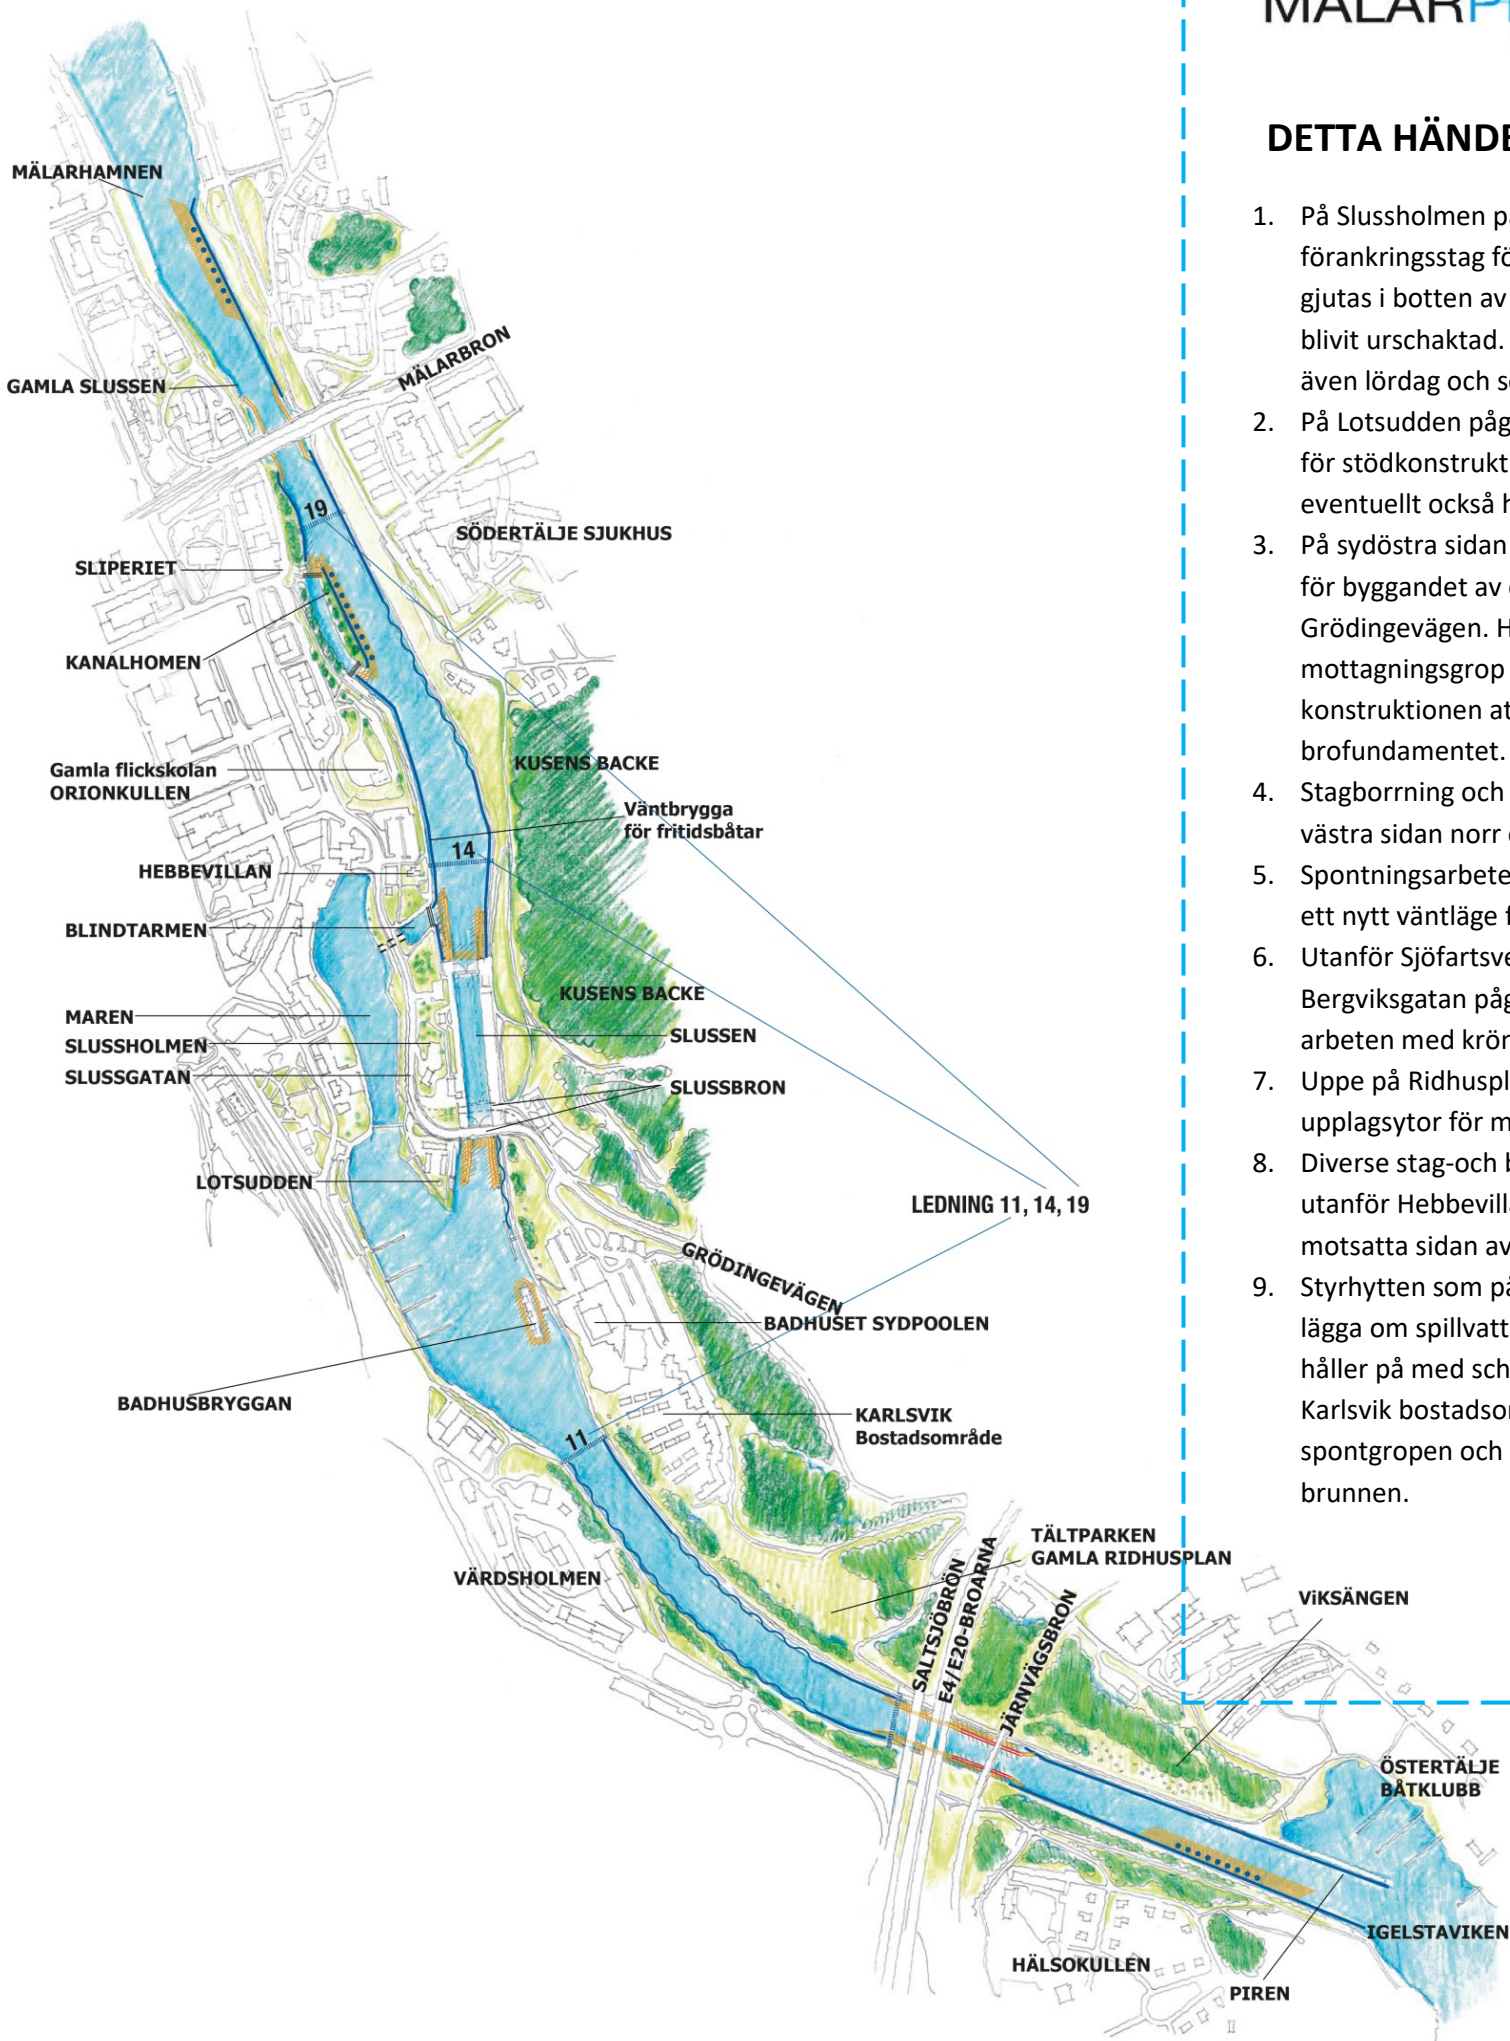 MÄLARP
DETTA HÄNDE
1. På Slussholmen på
förankringsstag fö
gjutas i botten av
blivit urschaktad.
även lördag och sö
2. På Lotsudden påg
för stödkonstrukt
eventuellt också h
3. På sydöstra sidan
för byggandet av
Grödingevägen. H
mottagningsgrop
konstruktionen at
brofundamentet.
4. Stagborrning och
västra sidan norr
5. Spontningsarbete
ett nytt väntläge f
6. Utanför Sjöfartsve
Bergviksgatan påg
arbeten med krön
7. Uppe på Ridhuspl
upplagsytor för m
8. Diverse stag-och b
utanför Hebbevilla
motsatta sidan av
9. Styrhytten som på
lägga om spillvatt
håller på med sch
Karlsvik bostadsor
spontgropen och
brunnen.
MÄLARHAMNEN
MÄLARBRON
GAMLA SLUSSEN
19
SÖDERTÄLJE SJUKHUS
SLIPERIET
KANALHOMEN
KUSENS BACKE
Gamla flickskolan
ORIONKULLEN
Väntbrygga
för fritidsbåtar
14
HEBBEVILLAN
BLINDTARMEN
KUSENS BACKE
MAREN
SLUSSEN
SLUSSHOLMEN
SLUSSGATAN
SLUSSBRON
LOTSUDDEN
LEDNING 11, 14, 19
GRÖDINGEVÄGEN
BADHUSET SYDPOOLEN
BADHUSBRYGGAN
KARLSVIK
Bostadsområde
11
TÄLTPARKEN
GAMLA RIDHUSPLAN
VÄRDSHOLMEN
SALTSJÖBRÖN
E4/E20-BROARNA
JÄRNVÄGSBRON
ViKSÄNGEN
ÖSTERTÄLJE
BÅTKLUBB
IGELSTAVIKEN
HÄLSOKULLEN
PIREN